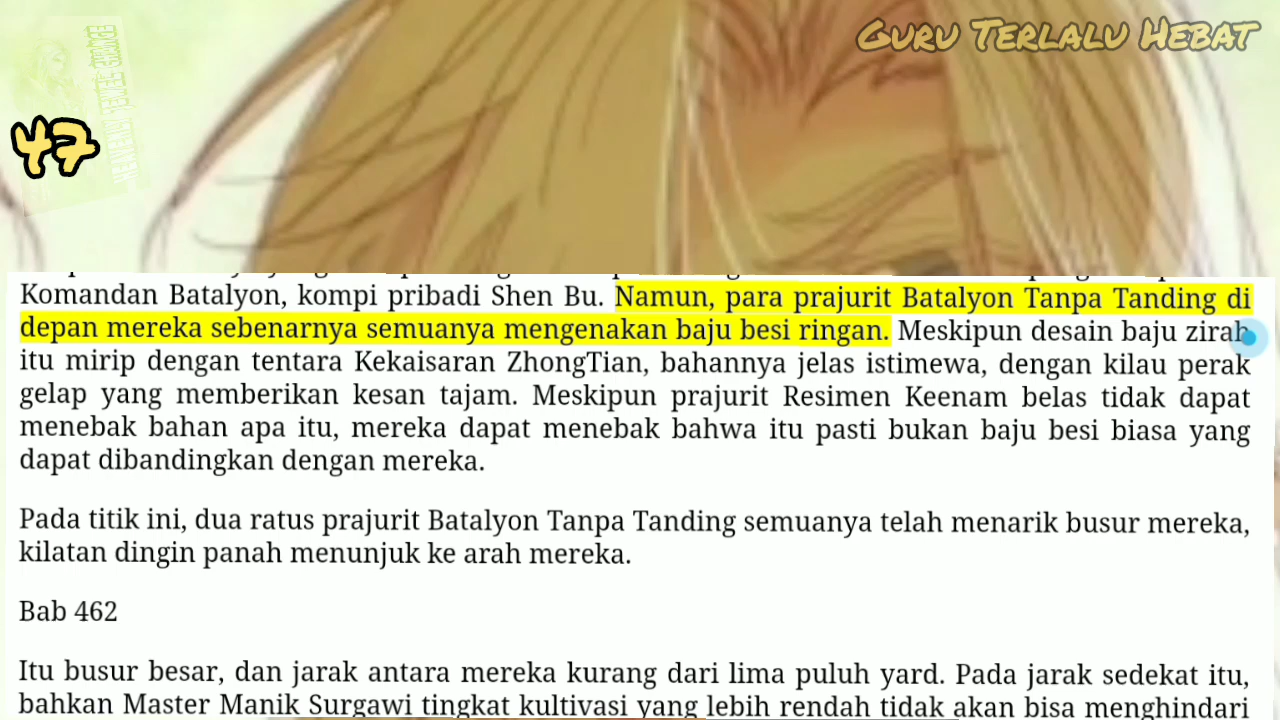 Guru Terlalu Hebat
47
HEAVENLY JEWEL CHANGE
Komandan Batalyon, kompi pribadi Shen Bu. Namun, para prajurit Batalyon Tanpa Tanding di
depan mereka sebenarnya semuanya mengenakan baju besi ringan. Meskipun desain baju zirah
itu mirip dengan tentara Kekaisaran ZhongTian, bahannya jelas istimewa, dengan kilau perak
gelap yang memberikan kesan tajam. Meskipun prajurit Resimen Keenam belas tidak dapat
menebak bahan apa itu, mereka dapat menebak bahwa itu pasti bukan baju besi biasa yang
dapat dibandingkan dengan mereka.
Pada titik ini, dua ratus prajurit Batalyon Tanpa Tanding semuanya telah menarik busur mereka,
kilatan dingin panah menunjuk ke arah mereka.
Bab 462
Itu busur besar, dan jarak antara mereka kurang dari lima puluh yard. Pada jarak sedekat itu,
bahkan Master Manik Surgawi tingkat kultivasi yang lebih rendah tidak akan bisa menghindari